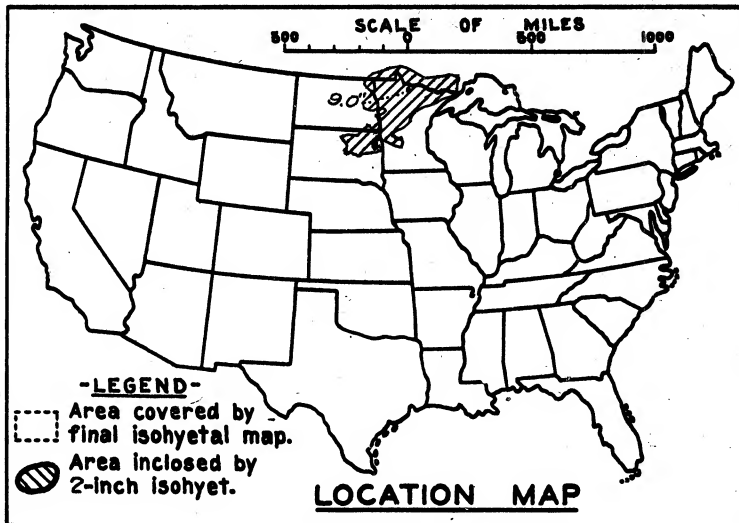 SCALE OF MILES
500 0 500 1000
9.0"
-LEGEND-
Area covered by
final isohyetal map.
Area inclosed by
2-inch isohyet.
LOCATION MAP